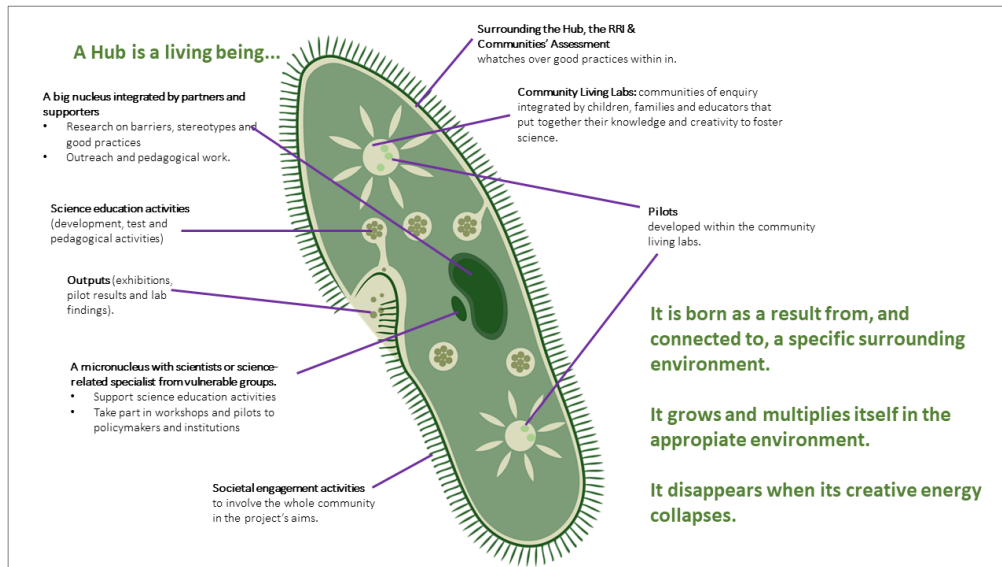 A Hub is a living being...
Surrounding the Hub, the RRI &
Communities' Assessment
whatches over good practices within in.
A big nucleus integrated by partners and
supporters
• Research on barriers, stereotypes and
good practices
• Outreach and pedagogical work.
Community Living Labs: communities of enquiry
integrated by children, families and educators that
put together their knowledge and creativity to foster
science.
Science education activities
(development, test and
pedagogical activities)
Pilots
developed within the community
living labs.
Outputs (exhibitions,
pilot results and lab
findings).
A micronucleus with scientists or science-
related specialist from vulnerable groups.
• Support science education activities
• Take part in workshops and pilots to
policymakers and institutions
Societal engagement activities
to involve the whole community
in the project's aims.
It is born as a result from, and
connected to, a specific surrounding
environment.
It grows and multiplies itself in the
appropiate environment.
It disappears when its creative energy
collapses.